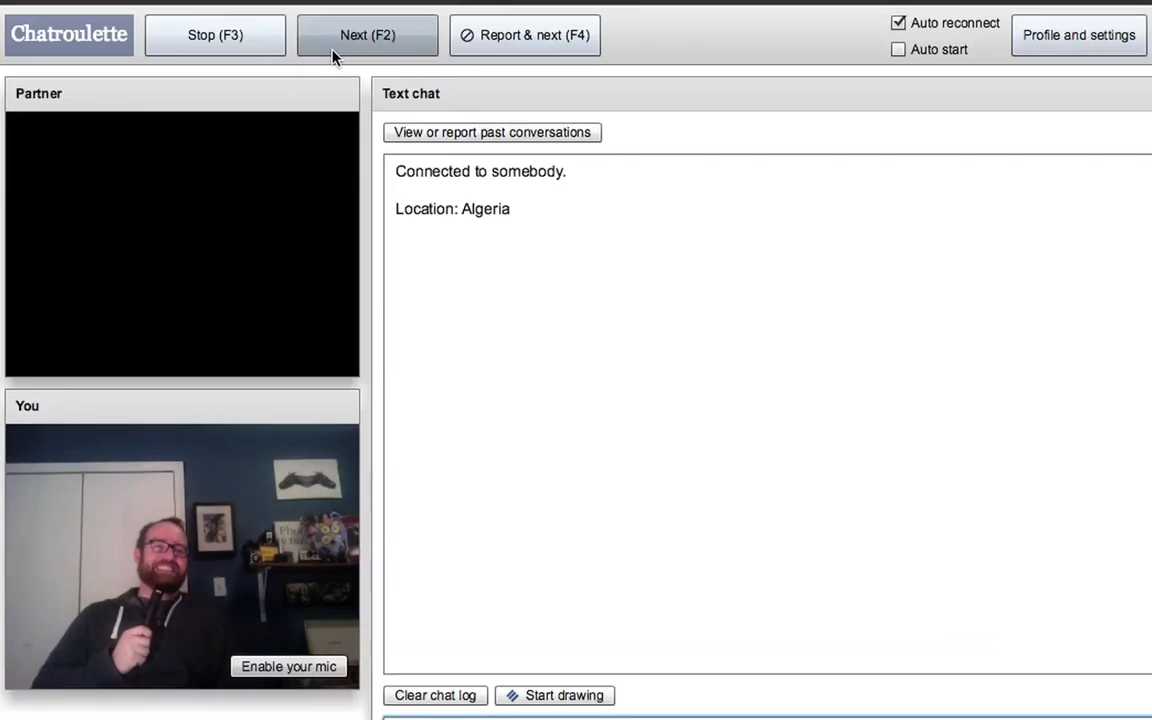 Chatroulette
Stop (F3)
Next (F2)
Report & next (F4)
Auto reconnect
Auto start
Profile and settings
Partner
Text chat
View or report past conversations
Connected to somebody.
Location: Algeria
You
Enable your mic
Clear chat log
Start drawing